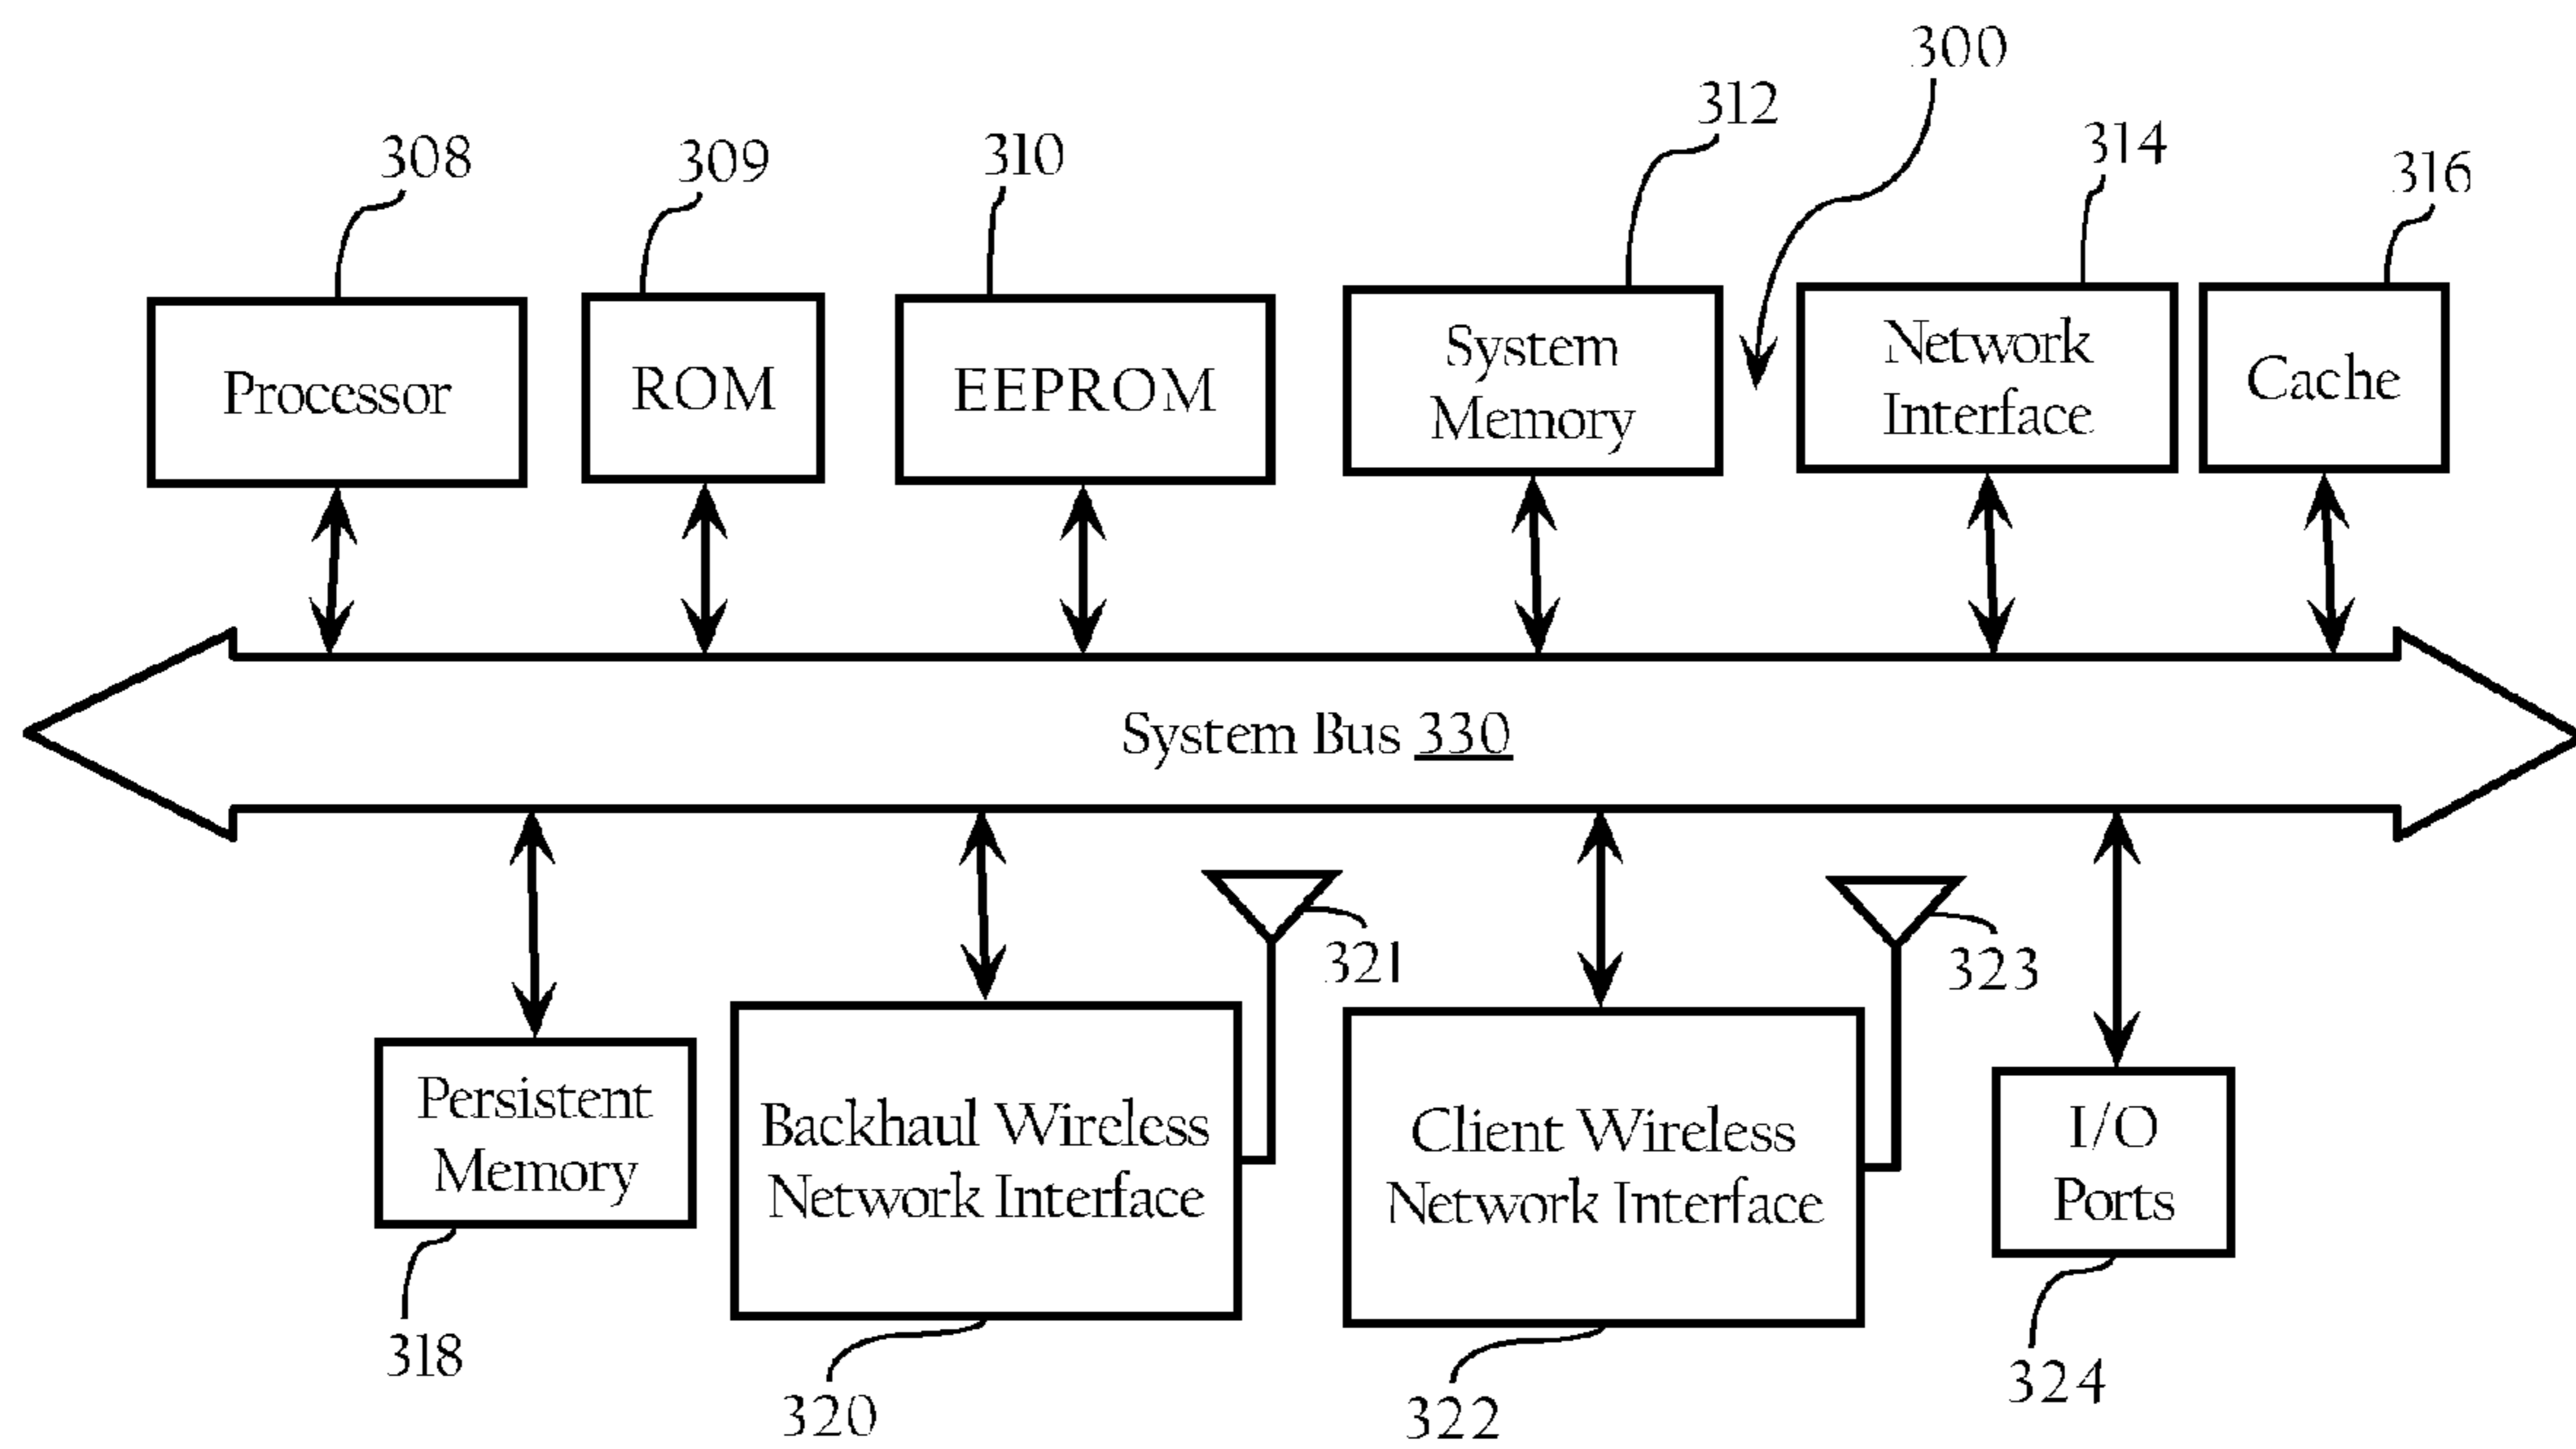 300
312
308
309
310
314
316
Processor
ROM
EEPROM
System
Memory
Network
Interface
Cache
System Bus 330
321
323
Persistent
Memory
Backhaul Wireless
Network Interface
Client Wireless
Network Interface
I/O
Ports
318
320
322
324